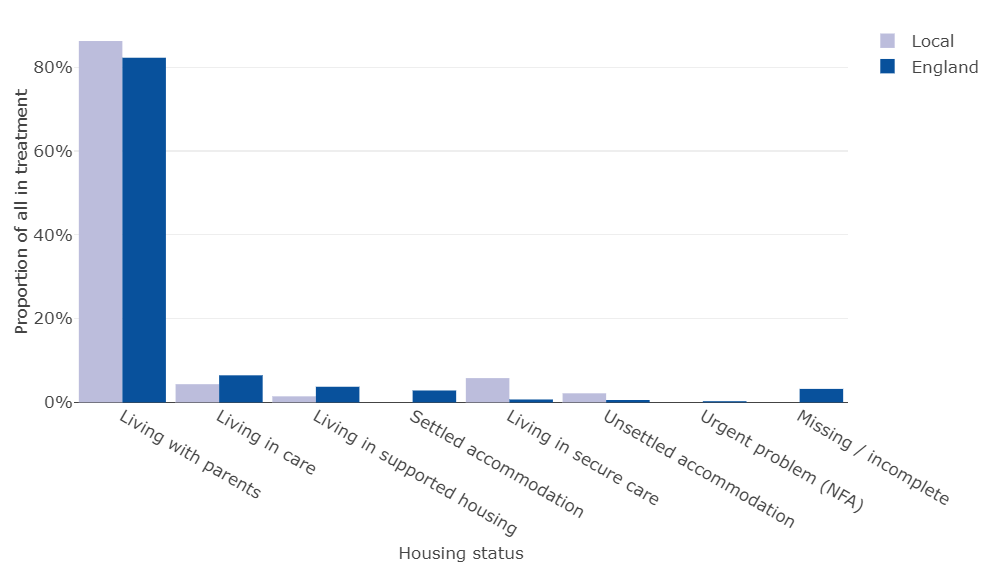 Local
England
Proportion of all in treatment
80%
60%
40%
20%
0%
Living with parents
Living in care
Living in supported housing
Settled accommodation
Living in secure care
Unsettled accommodation
Urgent problem (NFA)
Missing / incomplete
Housing status